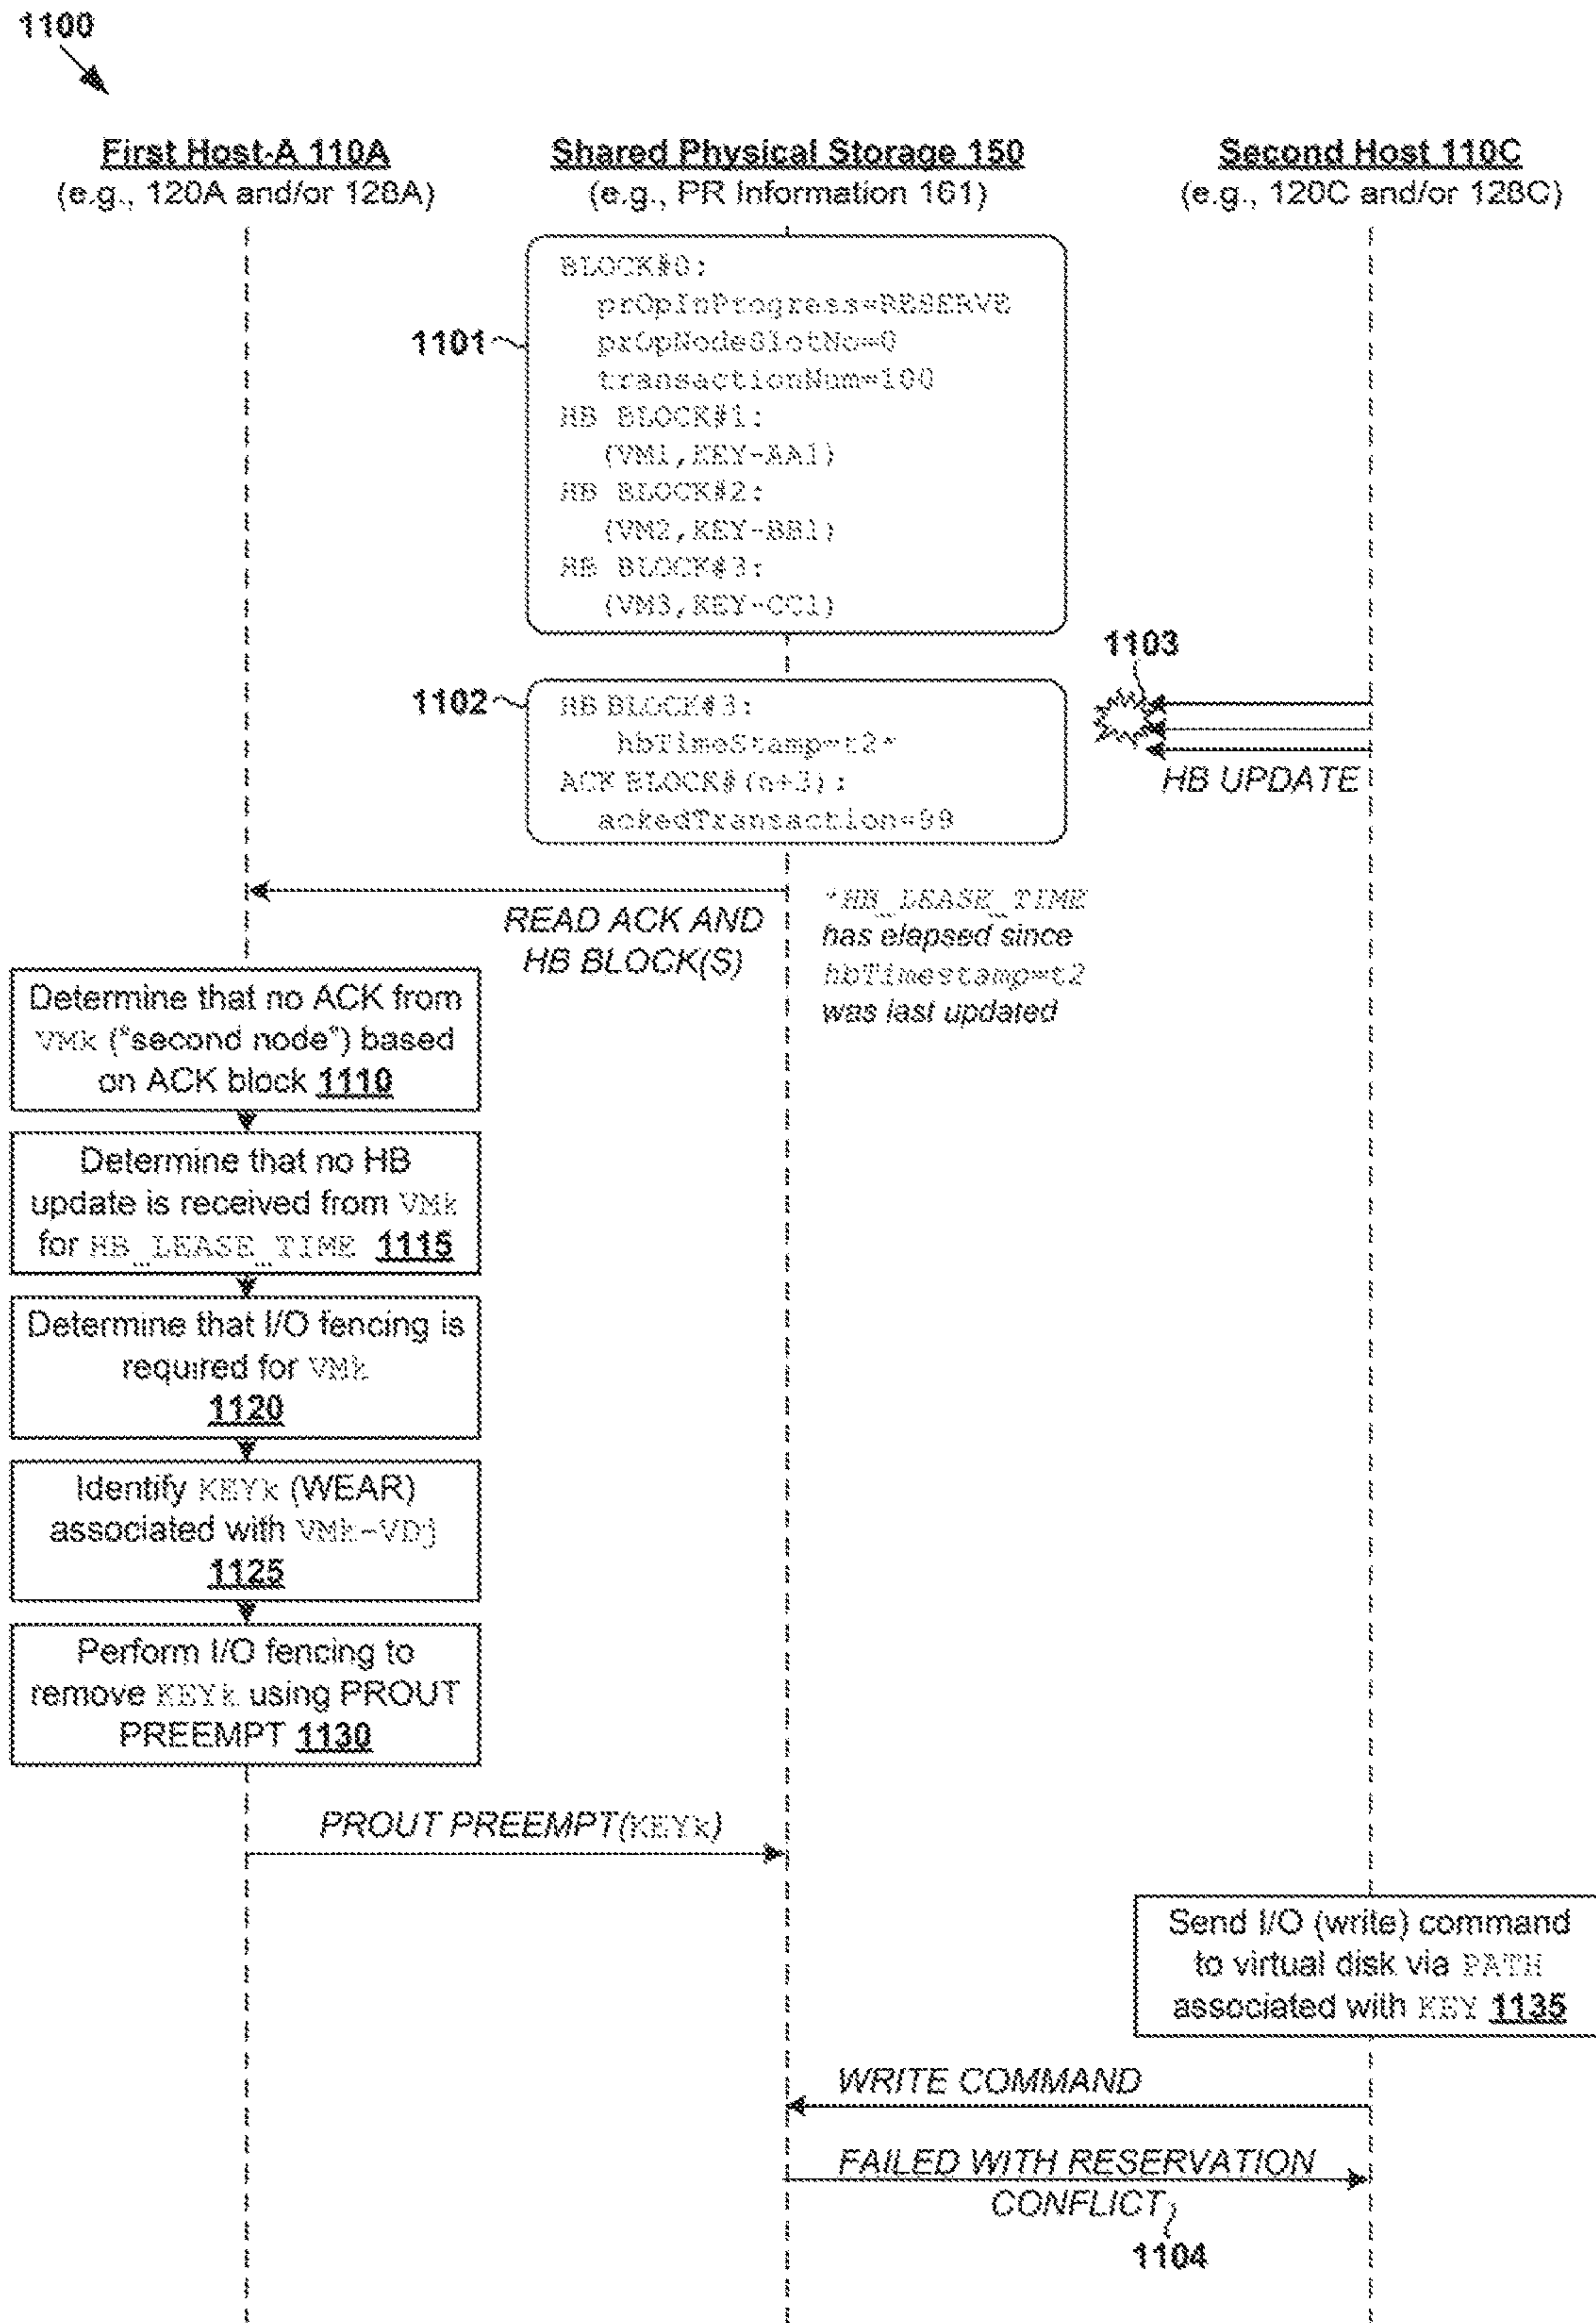 1100
First Host-A 110A
(e.g., 120A and/or 128A)
Shared Physical Storage 150
(e.g., PR Information 161)
Second Host 110C
(e.g., 120C and/or 128C)
1101
BLOCK#0:
prOpInProgress=RESERVE
prOpNodeSlotNo=0
transactionNum=100
HB BLOCK#1:
(VM1,KEY-AA1)
HB BLOCK#2:
(VM2,KEY-BB1)
HB BLOCK#3:
(VM3,KEY-CC1)
1102
HB BLOCK#3:
hbTimeStamp=t2*
ACK BLOCK#(n+3):
ackedTransaction=99
1103
HB UPDATE
READ ACK AND
HB BLOCK(S)
*HB_LEASE_TIME
has elapsed since
hbTimestamp=t2
was last updated
Determine that no ACK from
VMk ("second node") based
on ACK block 1110
Determine that no HB
update is received from VMk
for HB_LEASE_TIME 1115
Determine that I/O fencing is
required for VMk
1120
Identify KEYk (WEAR)
associated with VMk-VDj
1125
Perform I/O fencing to
remove KEYk using PROUT
PREEMPT 1130
PROUT PREEMPT(KEYk)
Send I/O (write) command
to virtual disk via PATH
associated with KEY 1135
WRITE COMMAND
FAILED WITH RESERVATION
CONFLICT
1104